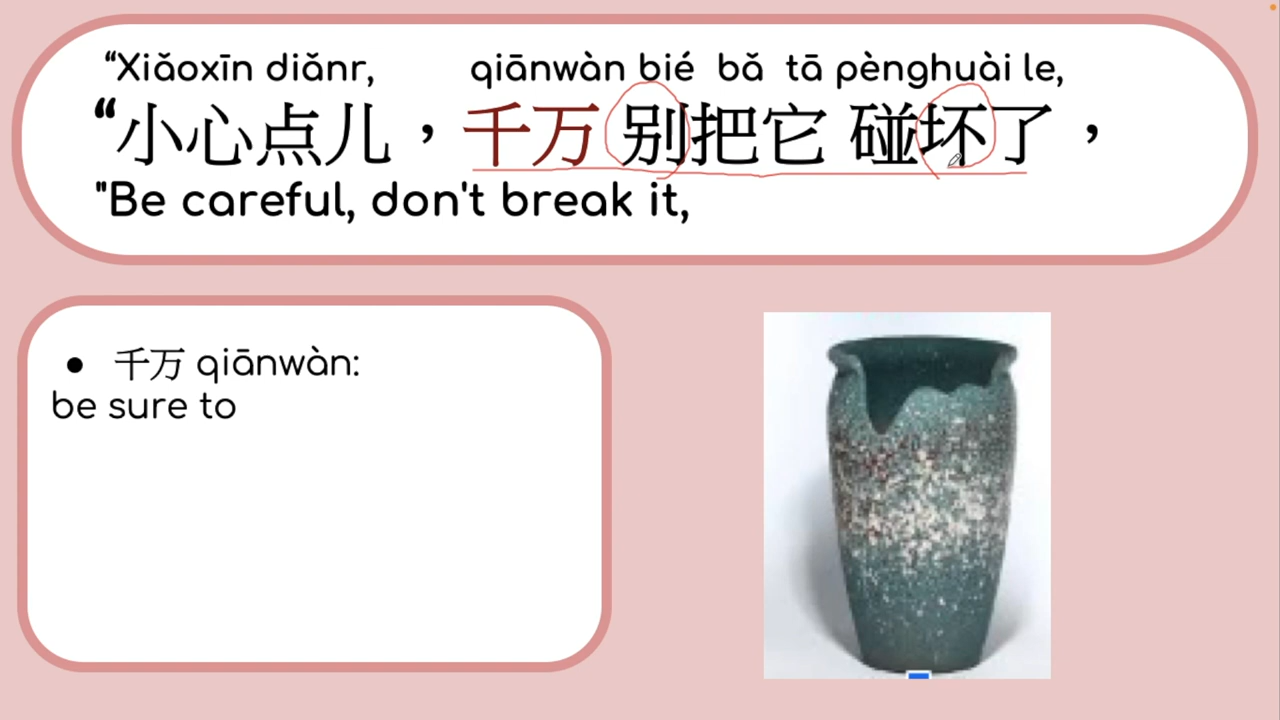 “Xiǎoxīn diǎnr, qiānwàn bié bǎ tā pènghuài le,
“小心点儿，千万别把它 碰坏了，
"Be careful, don't break it,
● 千万 qiānwàn:
be sure to